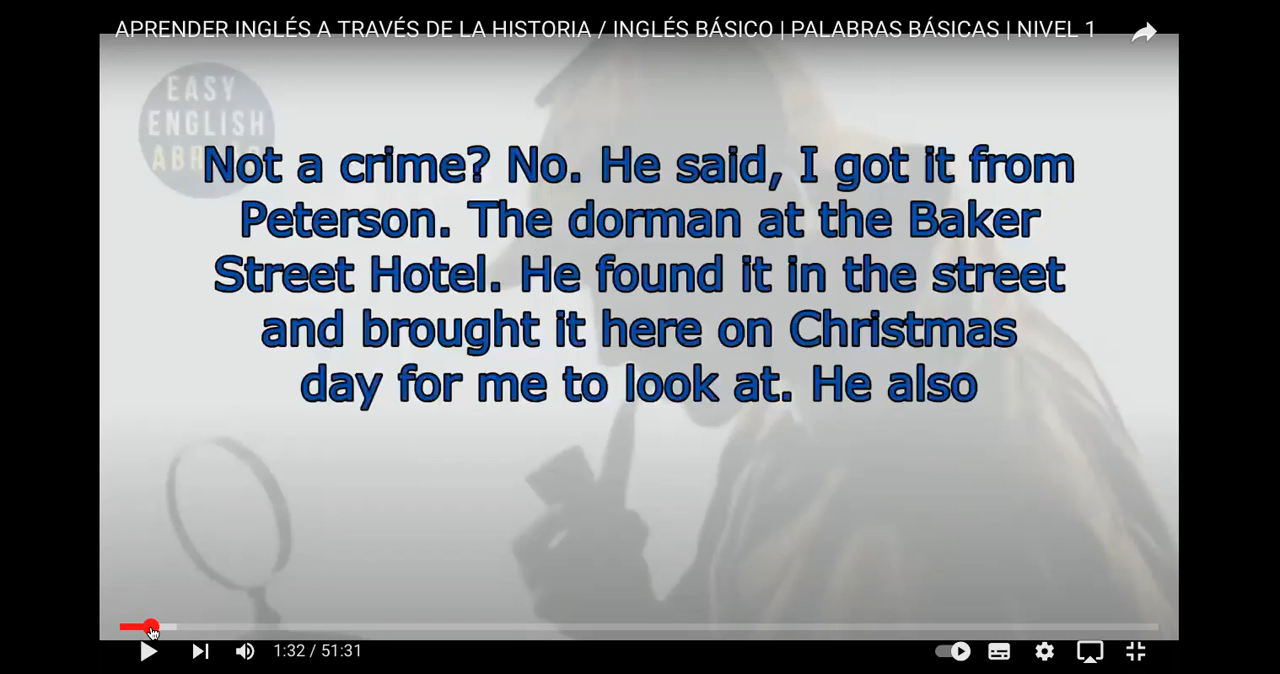 APRENDER INGLÉS A TRAVÉS DE LA HISTORIA / INGLÉS BÁSICO | PALABRAS BÁSICAS | NIVEL 1
EASY
ENGLISH
Not a crime? No. He said, I got it from
Peterson. The dorman at the Baker
Street Hotel. He found it in the street
and brought it here on Christmas
day for me to look at. He also
1:32 / 51:31